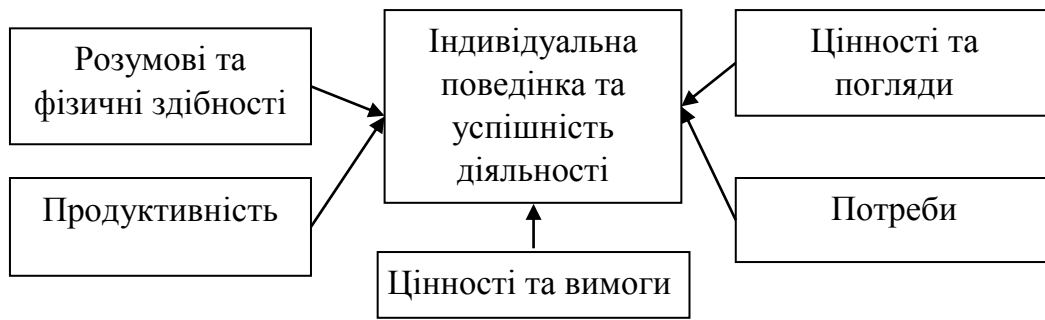 Розумові та
фізичні здібності
Індивідуальна
поведінка та
успішність
діяльності
Цінності та
погляди
Продуктивність
Потреби
Цінності та вимоги